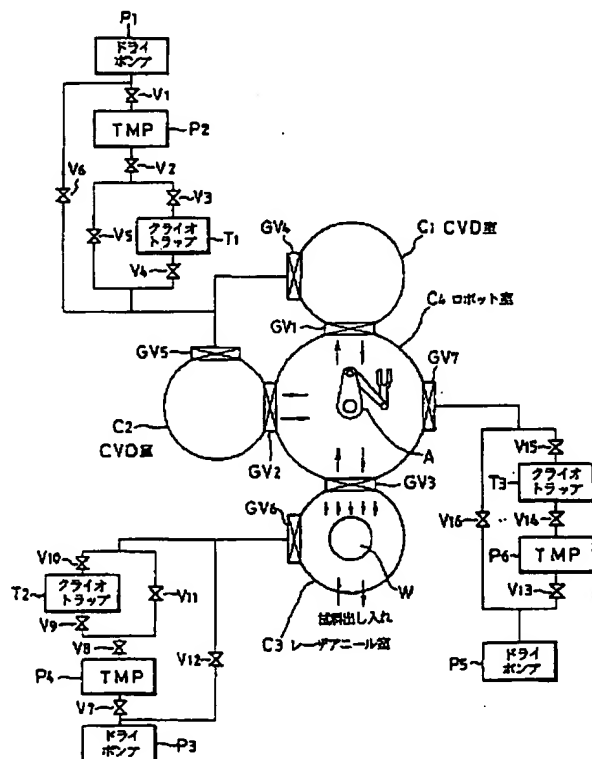 P1
ドライ
ポンプ
V1
TMP
P2
V2
V6
V3
V5
クライオ
トラップ
T1
V4
GV4
C1 CVD室
C4 ロボット室
GV1
GV7
GV5
C2
CVD室
GV2
A
GV3
V15
T3
クライオ
トラップ
V16
V14
P6
TMP
V13
P5
ドライ
ポンプ
GV6
W
試料出し入れ
C3 レーザアニール室
V10
T2
クライオ
トラップ
V11
V9
V8
V12
P4
TMP
V7
ドライ
ポンプ
P3